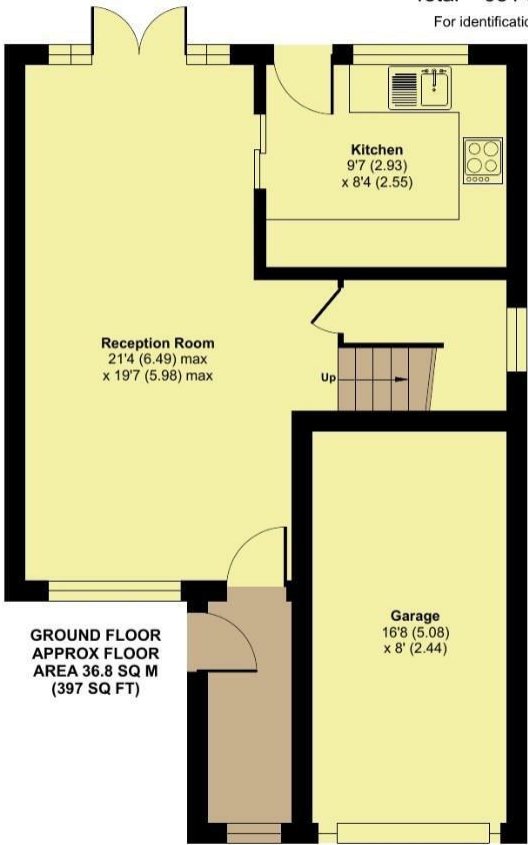 For identificatio
Kitchen
9'7 (2.93)
x 8'4 (2.55)
Reception Room
21'4 (6.49) max
x 19'7 (5.98) max
Up
Garage
16'8 (5.08)
x 8' (2.44)
GROUND FLOOR
APPROX FLOOR
AREA 36.8 SQ M
(397 SQ FT)